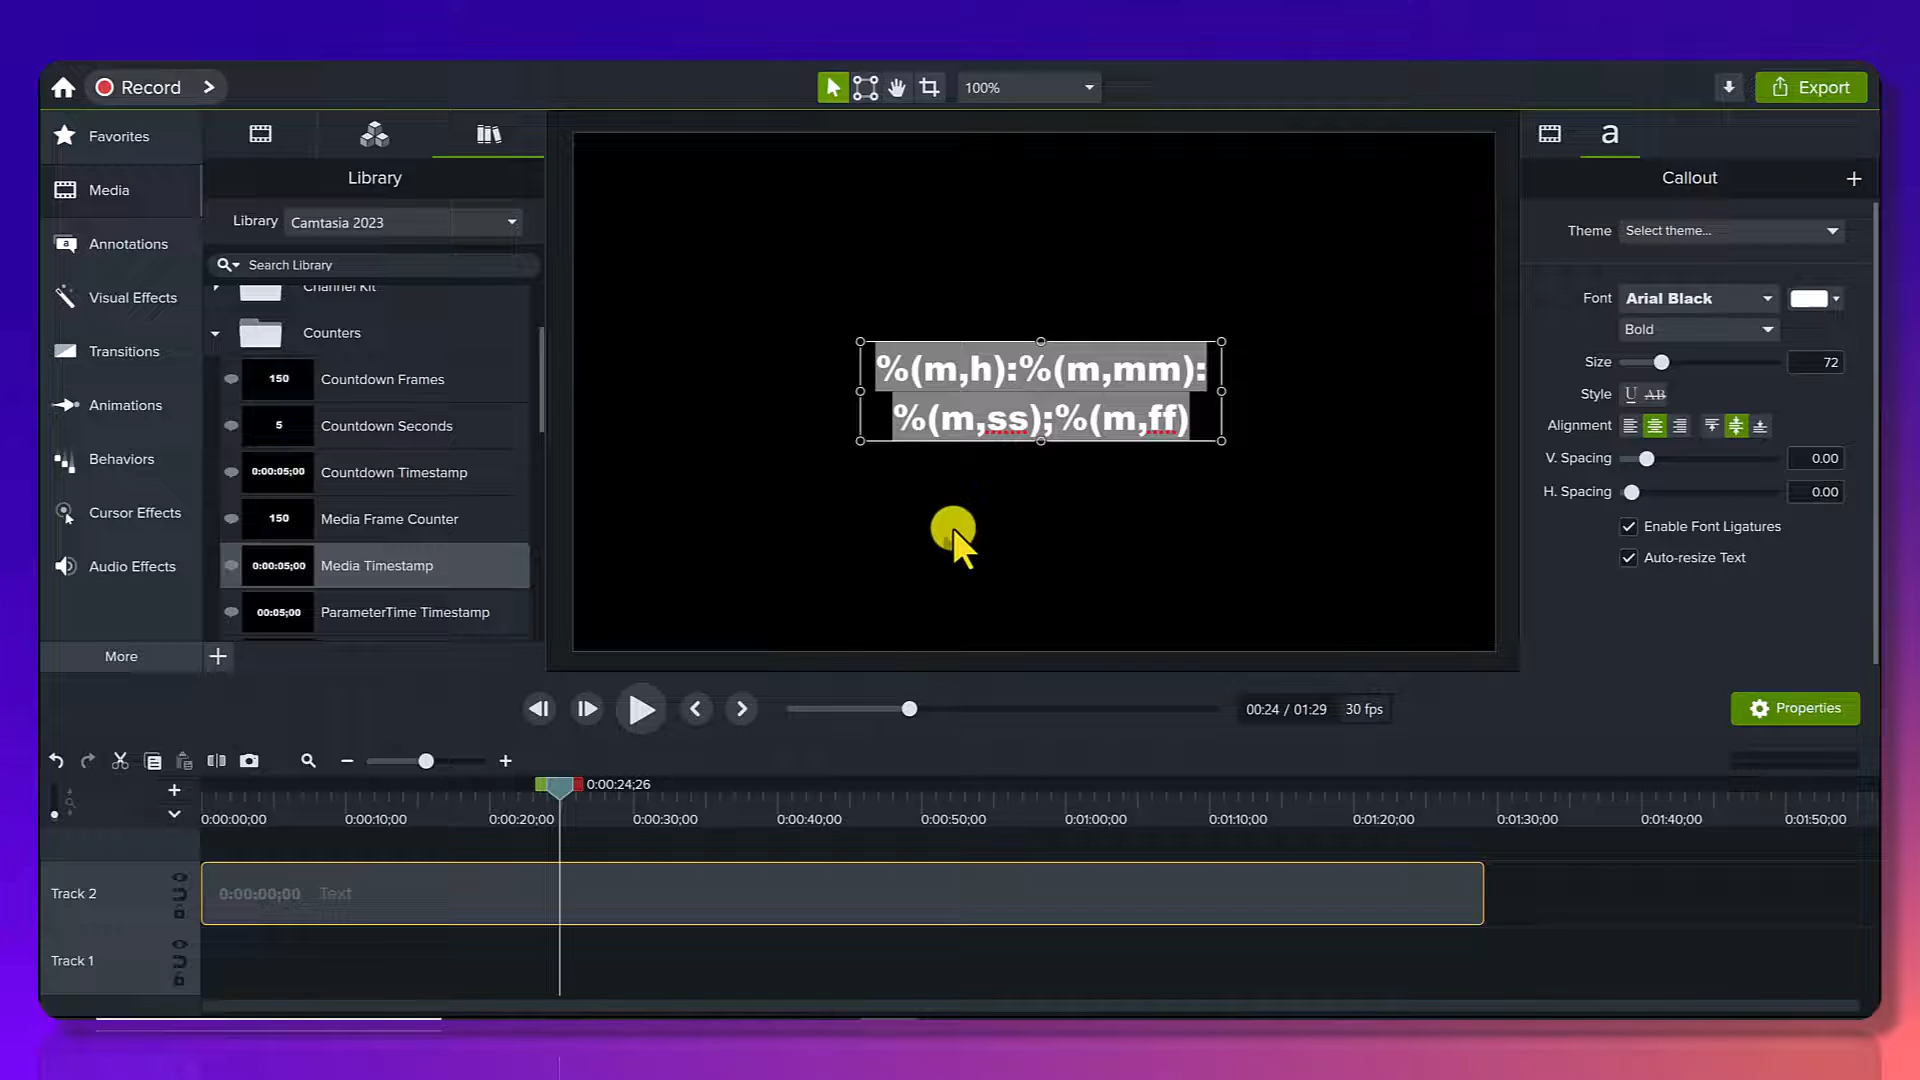 Record
100%
Export
Favorites
Media
Annotations
Visual Effects
Transitions
Animations
Behaviors
Cursor Effects
Audio Effects
More
Library
Library Camtasia 2023
Search Library
Channel Kit
Counters
150 Countdown Frames
5 Countdown Seconds
0:00:05;00 Countdown Timestamp
150 Media Frame Counter
0:00:05;00 Media Timestamp
00:05;00 ParameterTime Timestamp
%(m,h):%(m,mm):
%(m,ss);%(m,ff)
a
Callout
Theme Select theme...
Font Arial Black
Bold
Size 72
Style U AB
Alignment
V. Spacing 0.00
H. Spacing 0.00
Enable Font Ligatures
Auto-resize Text
00:24 / 01:29 30 fps
Properties
0:00:24;26
0:00:00;00 0:00:10;00 0:00:20;00 0:00:30;00 0:00:40;00 0:00:50;00 0:01:00;00 0:01:10;00 0:01:20;00 0:01:30;00 0:01:40;00 0:01:50;00
Track 2 0:00:00;00 Text
Track 1